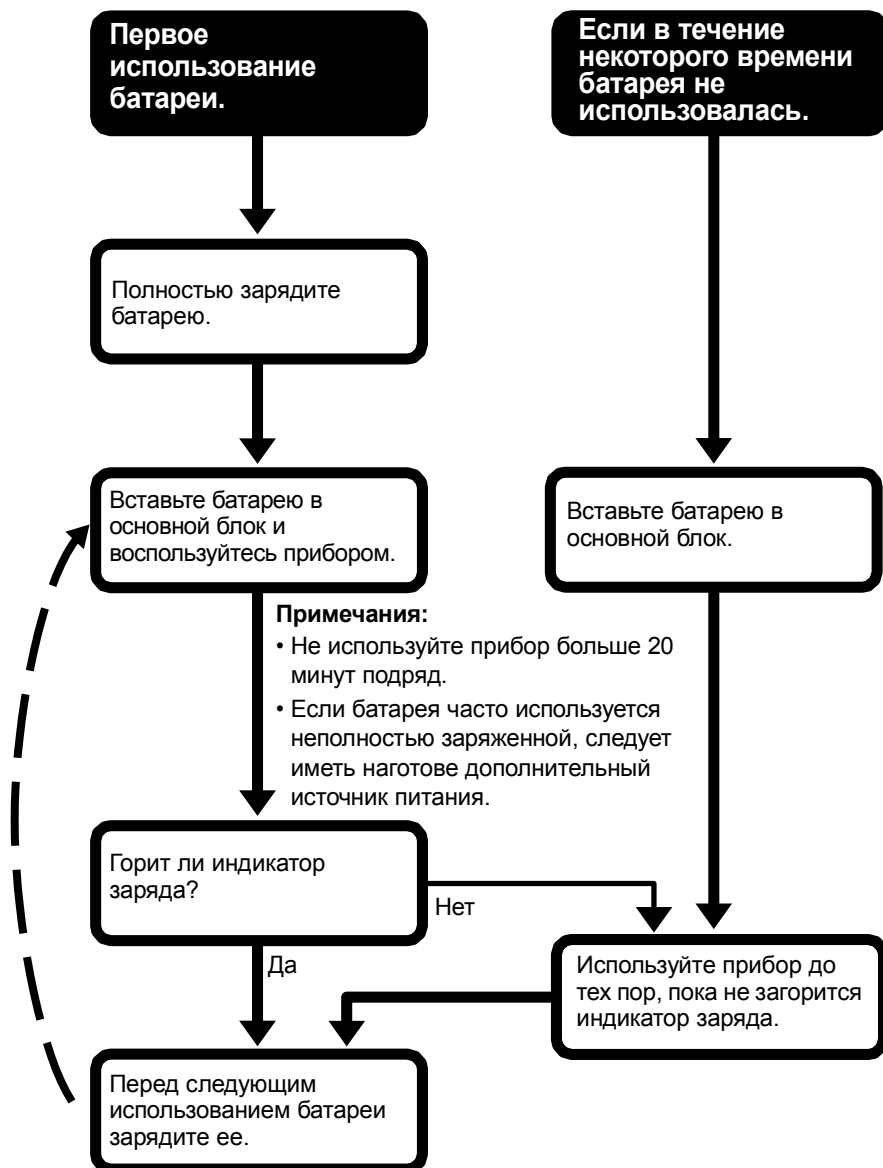 Первое
использование
батареи.
Если в течение
некоторого времени
батарея не
использовалась.
Полностью зарядите
батарею.
Вставьте батарею в
основной блок и
воспользуйтесь прибором.
Вставьте батарею в
основной блок.
Примечания:
• Не используйте прибор больше 20
минут подряд.
• Если батарея часто используется
неполностью заряженной, следует
иметь наготове дополнительный
источник питания.
Горит ли индикатор
заряда?
Нет
Да
Используйте прибор до
тех пор, пока не загорится
индикатор заряда.
Перед следующим
использованием батареи
зарядите ее.